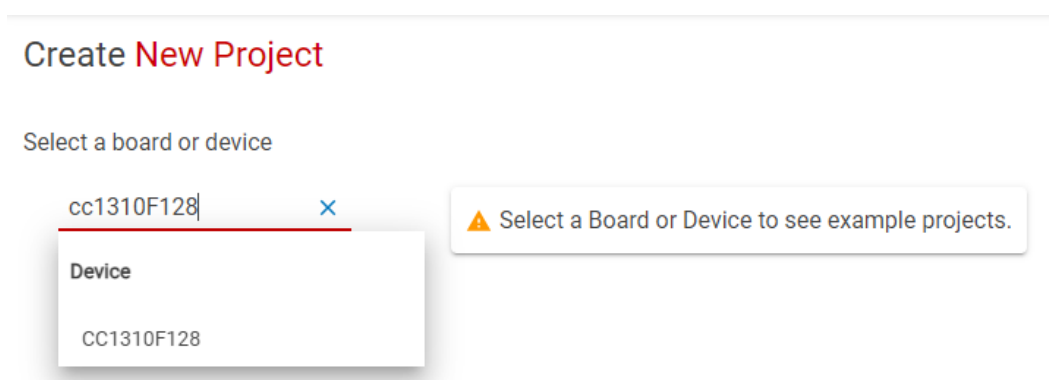 Create New Project
Select a board or device
cc1310F128
Select a Board or Device to see example projects.
Device
CC1310F128